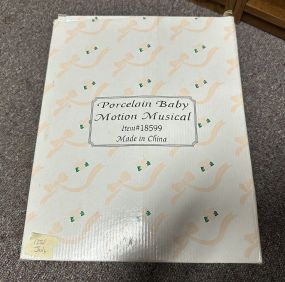 Porcelain Baby
Motion Musical
Item#18599
Made in China